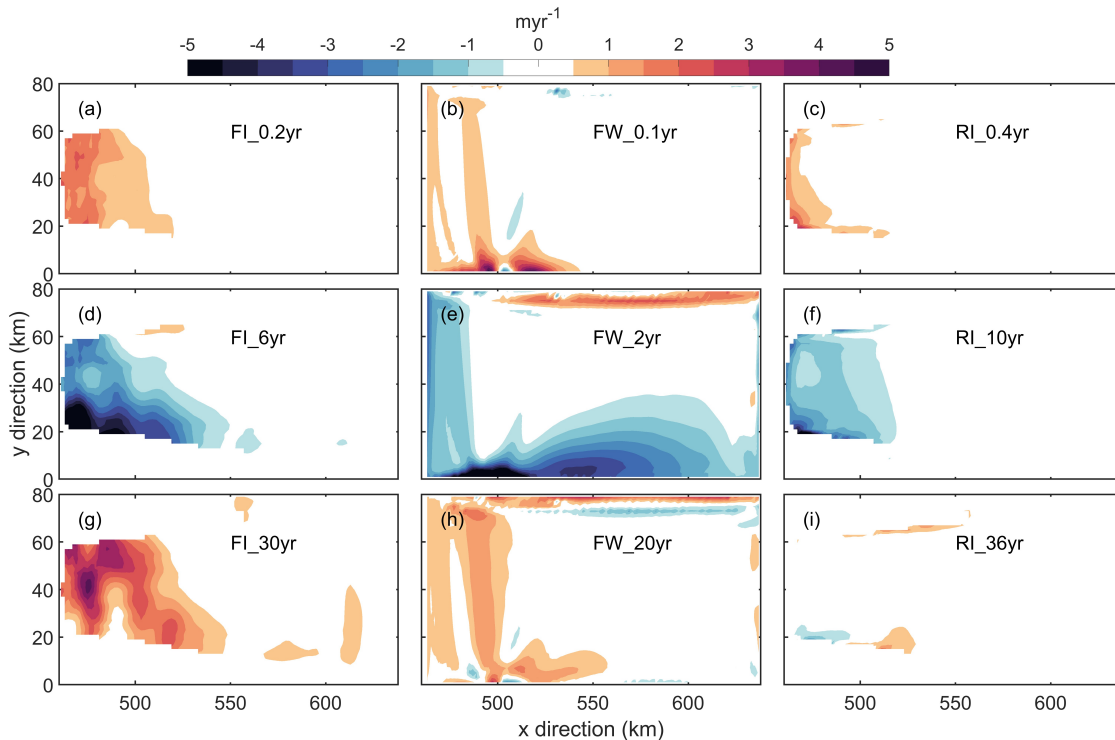 myr-1
-5 -4 -3 -2 -1 0 1 2 3 4 5
80
60
40
20
0
(a) FI_0.2yr
(b) FW_0.1yr
(c) RI_0.4yr
80
60
40
20
0
(d) FI_6yr
(e) FW_2yr
(f) RI_10yr
y direction (km)
80
60
40
20
0
(g) FI_30yr
(h) FW_20yr
(i) RI_36yr
500 550 600
500 550 600
500 550 600
x direction (km)